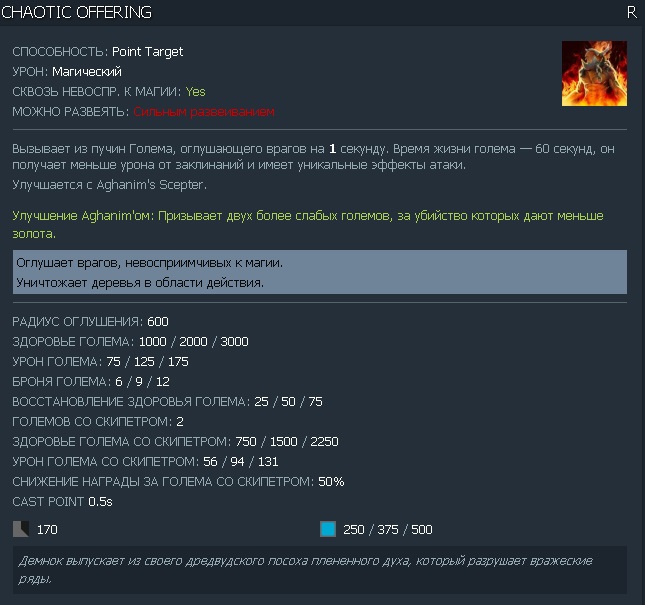 CHAOTIC OFFERING R
СПОСОБНОСТЬ: Point Target
УРОН: Магический
СКВОЗЬ НЕВОСПР. К МАГИИ: Yes
МОЖНО РАЗВЕЯТЬ: Сильным развеиванием
Вызывает из пучин Голема, оглушающего врагов на 1 секунду. Время жизни голема — 60 секунд, он
получает меньше урона от заклинаний и имеет уникальные эффекты атаки.
Улучшается с Aghanim's Scepter.
Улучшение Aghanim'ом: Призывает двух более слабых големов, за убийство которых дают меньше
золота.
Оглушает врагов, невосприимчивых к магии.
Уничтожает деревья в области действия.
РАДИУС ОГЛУШЕНИЯ: 600
ЗДОРОВЬЕ ГОЛЕМА: 1000 / 2000 / 3000
УРОН ГОЛЕМА: 75 / 125 / 175
БРОНЯ ГОЛЕМА: 6 / 9 / 12
ВОССТАНОВЛЕНИЕ ЗДОРОВЬЯ ГОЛЕМА: 25 / 50 / 75
ГОЛЕМОВ СО СКИПЕТРОМ: 2
ЗДОРОВЬЕ ГОЛЕМА СО СКИПЕТРОМ: 750 / 1500 / 2250
УРОН ГОЛЕМА СО СКИПЕТРОМ: 56 / 94 / 131
СНИЖЕНИЕ НАГРАДЫ ЗА ГОЛЕМА СО СКИПЕТРОМ: 50%
CAST POINT 0.5s
170 250 / 375 / 500
Демнок выпускает из своего дредвудского посоха плененного духа, который разрушает вражеские
ряды.